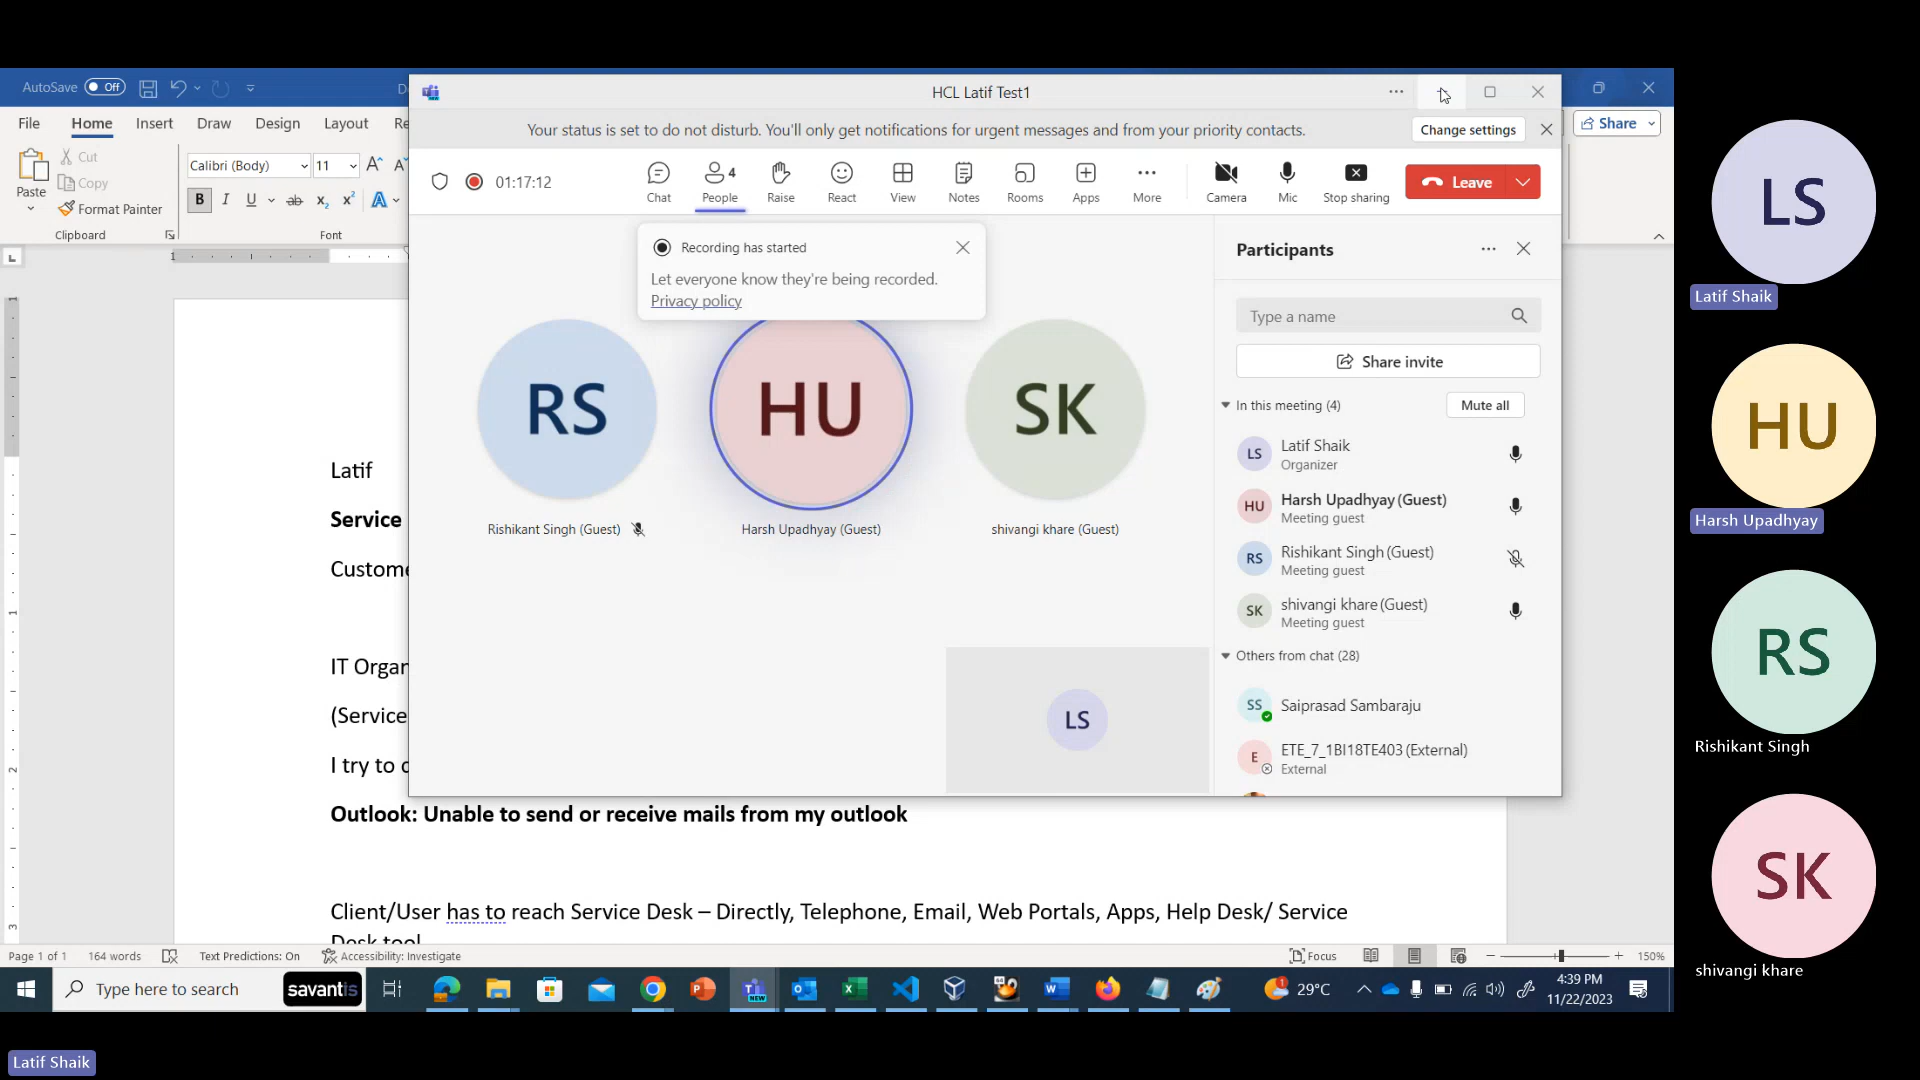 AutoSave Off
HCL Latif Test1
File Home Insert Draw Design Layout Re
Share
Your status is set to do not disturb. You'll only get notifications for urgent messages and from your priority contacts.
Change settings
Paste
Cut
Copy
Format Painter
Clipboard
Calibri (Body) 11
B I U ab x₂ x² A
Font
01:17:12
Chat
4
People
Raise
React
View
Notes
Rooms
Apps
More
Camera
Mic
Stop sharing
Leave
Recording has started
Let everyone know they're being recorded.
Privacy policy
RS
HU
SK
Rishikant Singh (Guest)
Harsh Upadhyay (Guest)
shivangi khare (Guest)
LS
Participants
Type a name
Share invite
In this meeting (4)
Mute all
LS
Latif Shaik
Organizer
HU
Harsh Upadhyay (Guest)
Meeting guest
RS
Rishikant Singh (Guest)
Meeting guest
SK
shivangi khare (Guest)
Meeting guest
Others from chat (28)
SS
Saiprasad Sambaraju
E
ETE_7_1BI18TE403 (External)
External
Latif
Service
Custome
IT Organ
(Service
I try to
Outlook: Unable to send or receive mails from my outlook
Client/User has to reach Service Desk – Directly, Telephone, Email, Web Portals, Apps, Help Desk/ Service
Desk tool
Page 1 of 1 164 words Text Predictions: On Accessibility: Investigate
Focus
150%
Type here to search
savantis
NEW
29°C
4:39 PM
11/22/2023
LS
Latif Shaik
HU
Harsh Upadhyay
RS
Rishikant Singh
SK
shivangi khare
Latif Shaik